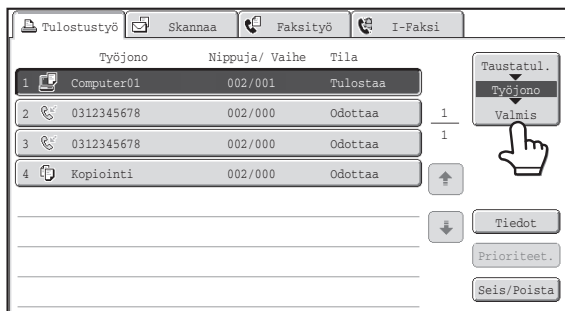 Tulostustyö Skannaa Faksityö I-Faksi
Työjono Nippuja/ Vaihe Tila
1 Computer01 002/001 Tulostaa
2 0312345678 002/000 Odottaa
3 0312345678 002/000 Odottaa
4 Kopiointi 002/000 Odottaa
1
1
Taustatul.
Työjono
Valmis
Tiedot
Prioriteet.
Seis/Poista